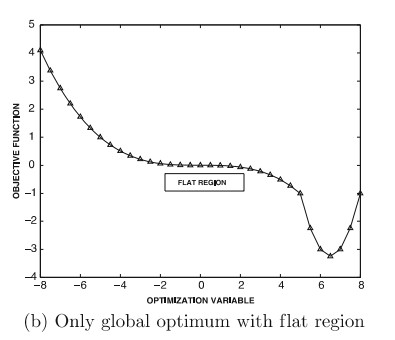 5
4
3
2
1
0
−1
−2
−3
−4
OBJECTIVE FUNCTION
FLAT REGION
−8 −6 −4 −2 0 2 4 6 8
OPTIMIZATION VARIABLE
(b) Only global optimum with flat region